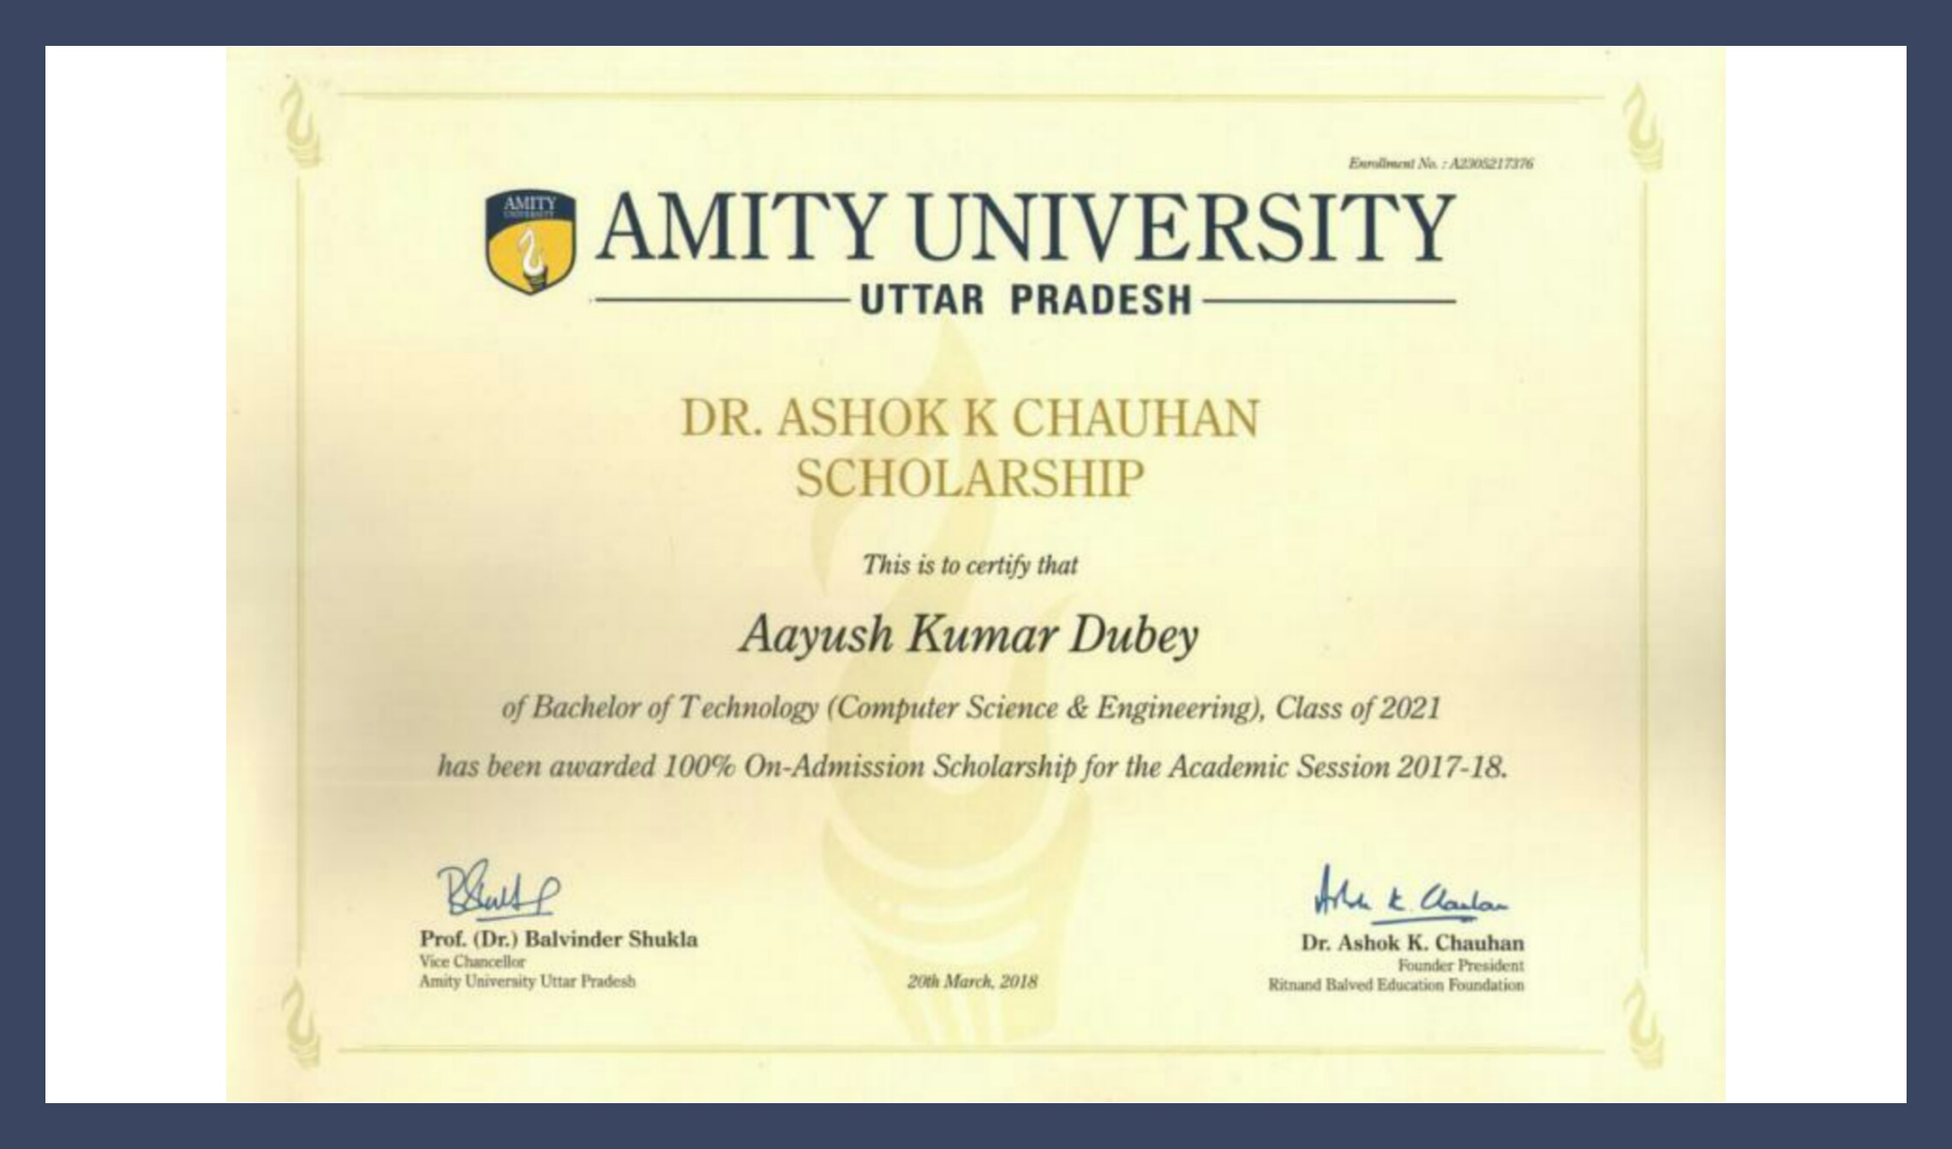 Enrollment No. : A2305217376
AMITY
UNIVERSITY
AMITY UNIVERSITY
UTTAR PRADESH
DR. ASHOK K CHAUHAN
SCHOLARSHIP
This is to certify that
Aayush Kumar Dubey
of Bachelor of Technology (Computer Science & Engineering), Class of 2021
has been awarded 100% On-Admission Scholarship for the Academic Session 2017-18.
Ashok K. Chauhan
Prof. (Dr.) Balvinder Shukla
Vice Chancellor
Amity University Uttar Pradesh
20th March, 2018
Dr. Ashok K. Chauhan
Founder President
Ritnand Balved Education Foundation